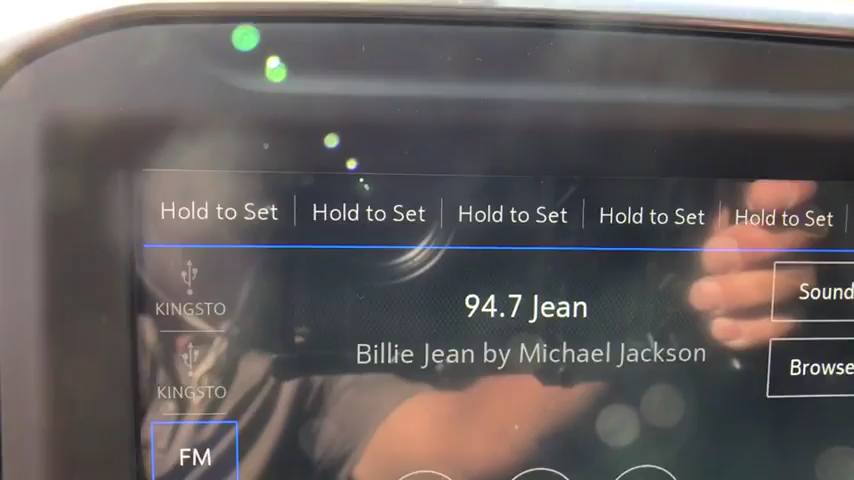 Hold to Set Hold to Set Hold to Set Hold to Set Hold to Set
KINGSTO
94.7 Jean
Sound
Billie Jean by Michael Jackson
Browse
KINGSTO
FM